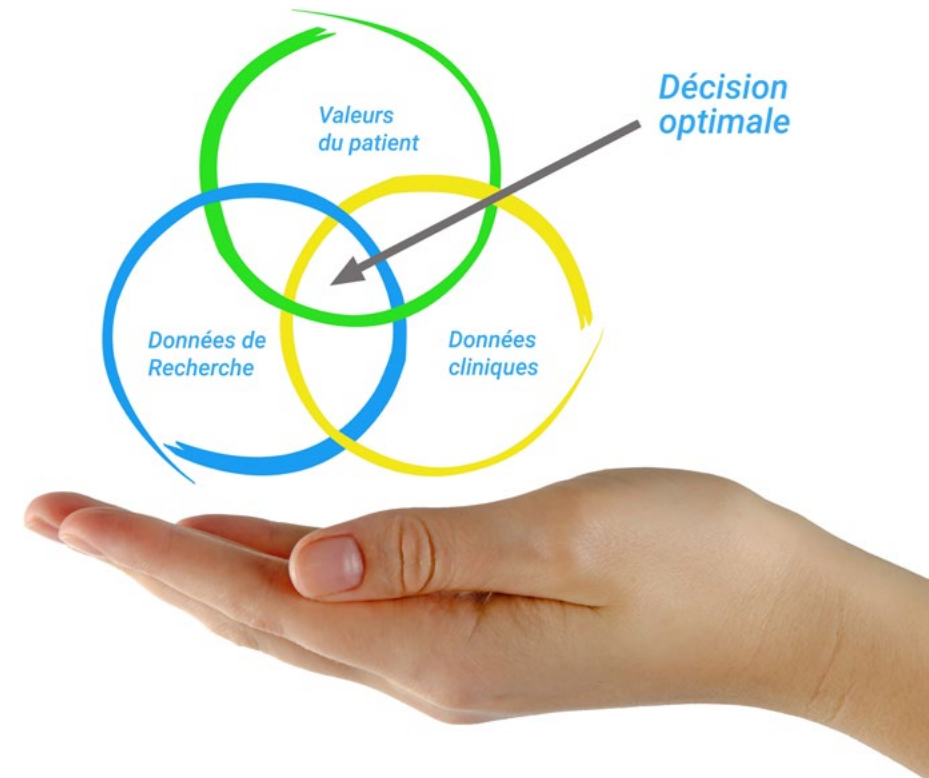 Valeurs
du patient
Décision
optimale
Données de
Recherche
Données
cliniques